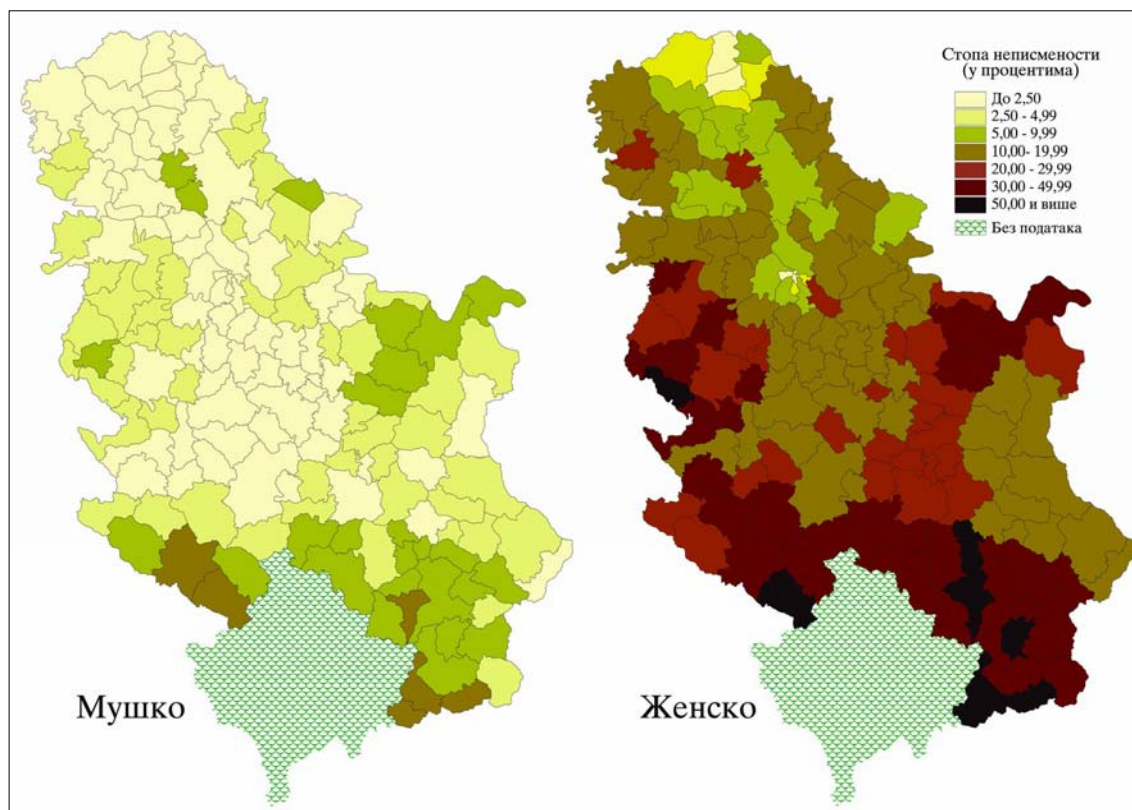 Стопа неписмености
(у процентима)
До 2,50
2,50 - 4,99
5,00 - 9,99
10,00- 19,99
20,00 - 29,99
30,00 - 49,99
50,00 и више
Без података
Мушко
Женско